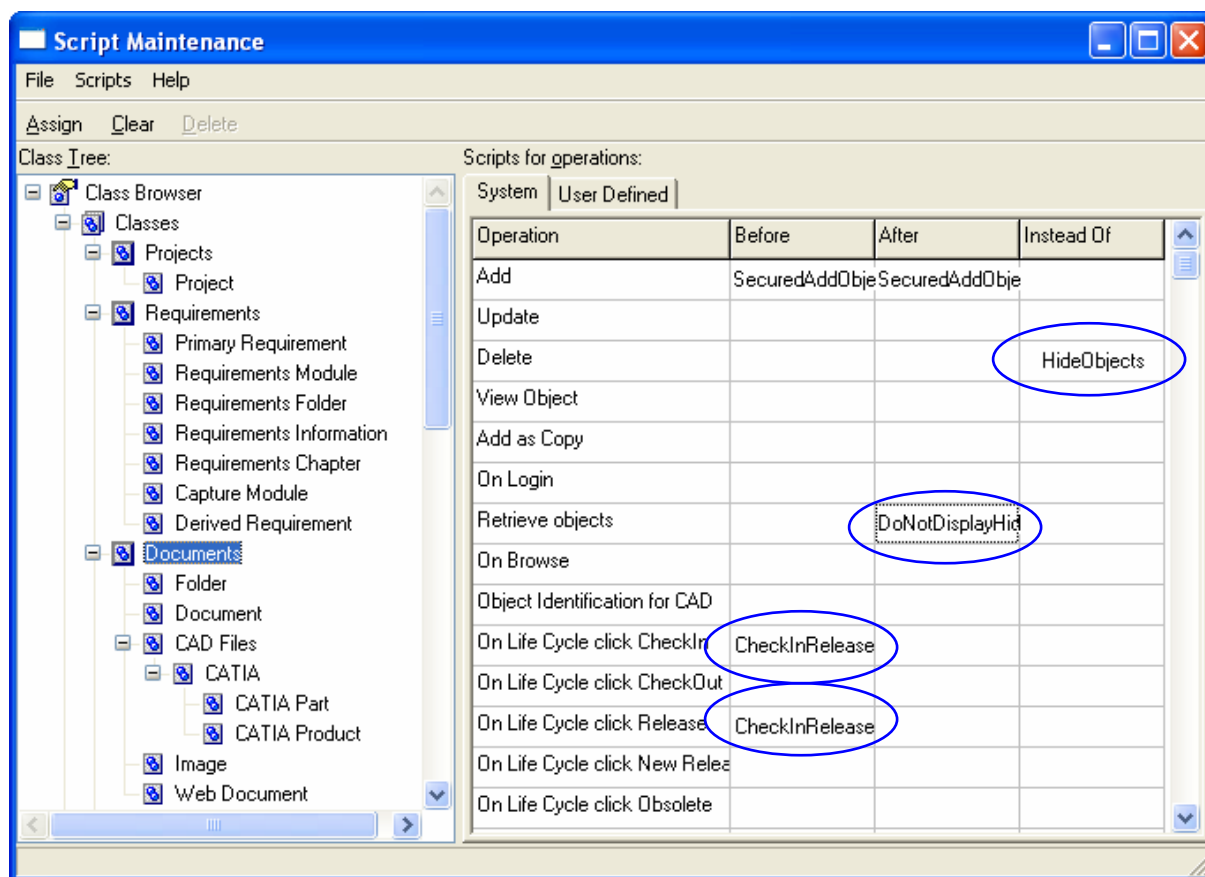 Script Maintenance
File Scripts Help
Assign Clear Delete
Class Tree:
Class Browser
Classes
Projects
Project
Requirements
Primary Requirement
Requirements Module
Requirements Folder
Requirements Information
Requirements Chapter
Capture Module
Derived Requirement
Documents
Folder
Document
CAD Files
CATIA
CATIA Part
CATIA Product
Image
Web Document
Scripts for operations:
System User Defined
Operation Before After Instead Of
Add SecuredAddObje SecuredAddObje
Update
Delete HideObjects
View Object
Add as Copy
On Login
Retrieve objects DoNotDisplayHid
On Browse
Object Identification for CAD
On Life Cycle click CheckIn CheckInRelease
On Life Cycle click CheckOut
On Life Cycle click Release CheckInRelease
On Life Cycle click New Relea
On Life Cycle click Obsolete